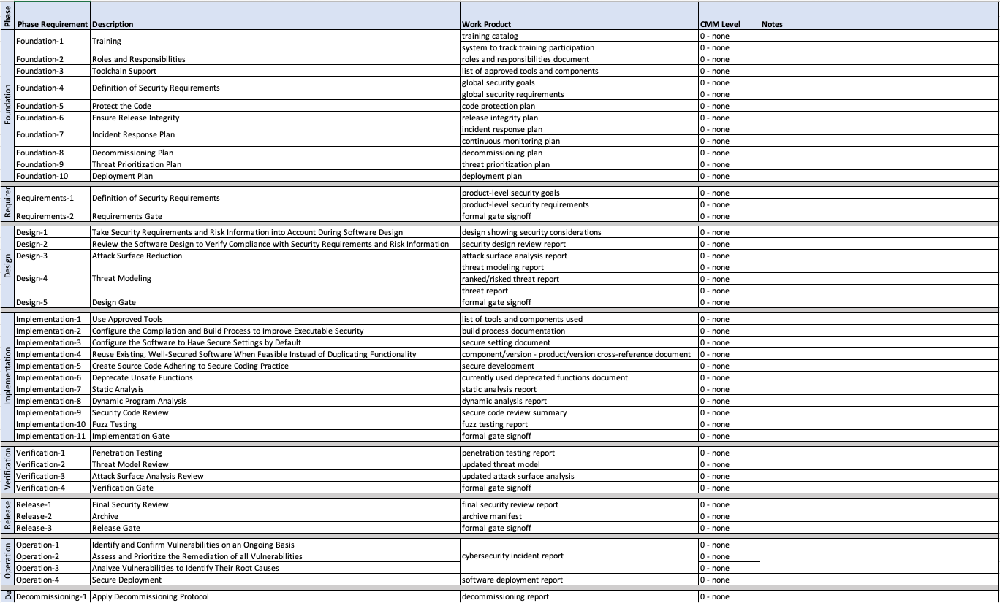 Phase Phase Requirement Description Work Product CMM Level Notes
Foundation
Foundation-1 Training training catalog 0 - none
system to track training participation 0 - none
Foundation-2 Roles and Responsibilities roles and responsibilities document 0 - none
Foundation-3 Toolchain Support list of approved tools and components 0 - none
Foundation-4 Definition of Security Requirements global security goals 0 - none
global security requirements 0 - none
Foundation-5 Protect the Code code protection plan 0 - none
Foundation-6 Ensure Release Integrity release integrity plan 0 - none
Foundation-7 Incident Response Plan incident response plan 0 - none
continuous monitoring plan 0 - none
Foundation-8 Decommissioning Plan decommissioning plan 0 - none
Foundation-9 Threat Prioritization Plan threat prioritization plan 0 - none
Foundation-10 Deployment Plan deployment plan 0 - none
Requirer
Requirements-1 Definition of Security Requirements product-level security goals 0 - none
product-level security requirements 0 - none
Requirements-2 Requirements Gate formal gate signoff 0 - none
Design
Design-1 Take Security Requirements and Risk Information into Account During Software Design design showing security considerations 0 - none
Design-2 Review the Software Design to Verify Compliance with Security Requirements and Risk Information security design review report 0 - none
Design-3 Attack Surface Reduction attack surface analysis report 0 - none
Design-4 Threat Modeling threat modeling report 0 - none
ranked/risked threat report 0 - none
threat report 0 - none
Design-5 Design Gate formal gate signoff 0 - none
Implementation
Implementation-1 Use Approved Tools list of tools and components used 0 - none
Implementation-2 Configure the Compilation and Build Process to Improve Executable Security build process documentation 0 - none
Implementation-3 Configure the Software to Have Secure Settings by Default secure setting document 0 - none
Implementation-4 Reuse Existing, Well-Secured Software When Feasible Instead of Duplicating Functionality component/version - product/version cross-reference document 0 - none
Implementation-5 Create Source Code Adhering to Secure Coding Practice secure development 0 - none
Implementation-6 Deprecate Unsafe Functions currently used deprecated functions document 0 - none
Implementation-7 Static Analysis static analysis report 0 - none
Implementation-8 Dynamic Program Analysis dynamic analysis report 0 - none
Implementation-9 Security Code Review secure code review summary 0 - none
Implementation-10 Fuzz Testing fuzz testing report 0 - none
Implementation-11 Implementation Gate formal gate signoff 0 - none
Verification
Verification-1 Penetration Testing penetration testing report 0 - none
Verification-2 Threat Model Review updated threat model 0 - none
Verification-3 Attack Surface Analysis Review updated attack surface analysis 0 - none
Verification-4 Verification Gate formal gate signoff 0 - none
Release
Release-1 Final Security Review final security review report 0 - none
Release-2 Archive archive manifest 0 - none
Release-3 Release Gate formal gate signoff 0 - none
Operation
Operation-1 Identify and Confirm Vulnerabilities on an Ongoing Basis 0 - none
Operation-2 Assess and Prioritize the Remediation of all Vulnerabilities cybersecurity incident report 0 - none
Operation-3 Analyze Vulnerabilities to Identify Their Root Causes 0 - none
Operation-4 Secure Deployment software deployment report 0 - none
De
Decommissioning-1 Apply Decommissioning Protocol decommissioning report 0 - none